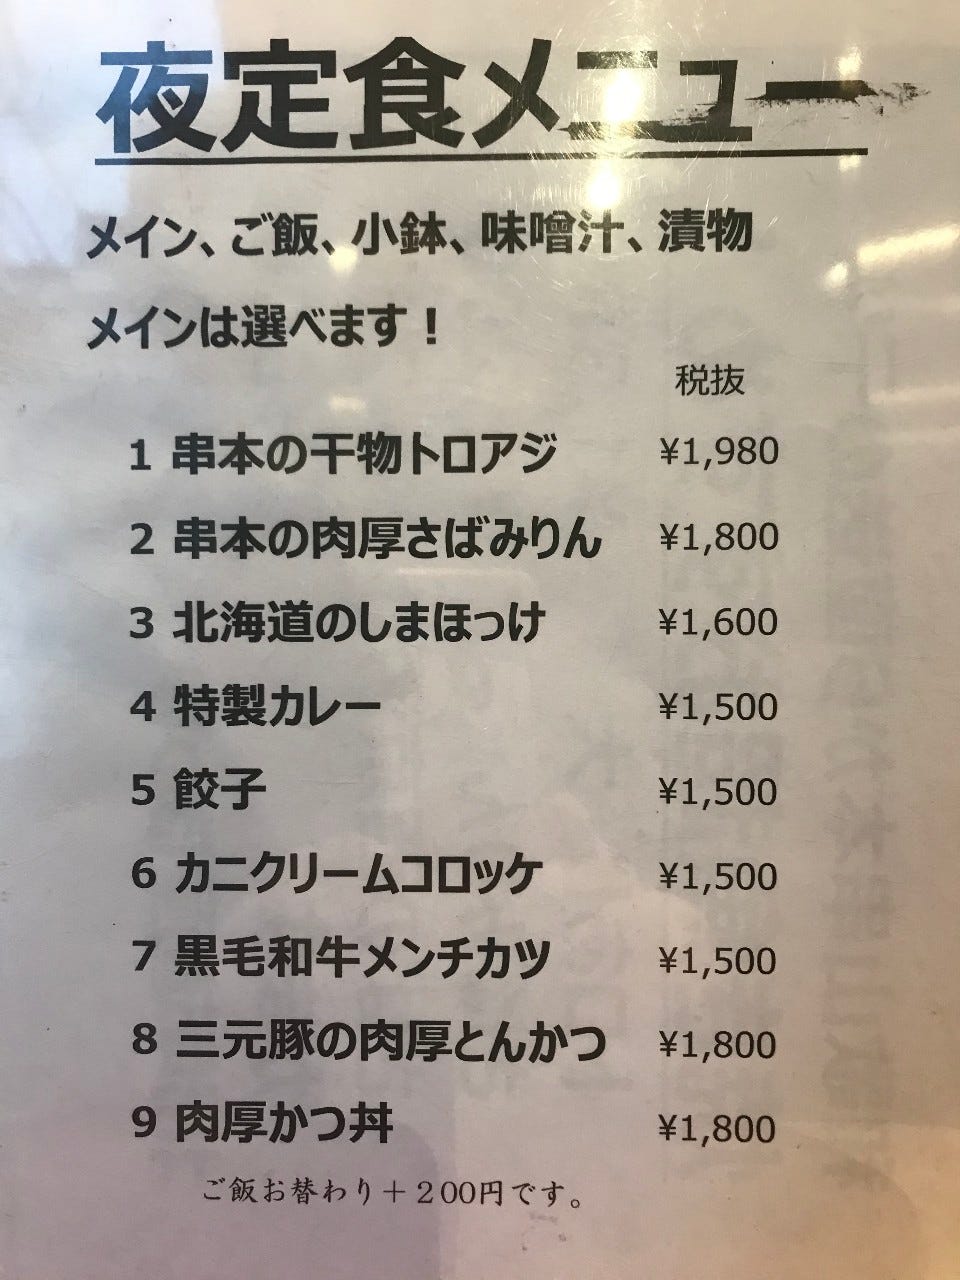 夜定食メニュー
メイン、ご飯、小鉢、味噌汁、漬物
メインは選べます！
税抜
1 串本の干物トロアジ ¥1,980
2 串本の肉厚さばみりん ¥1,800
3 北海道のしまほっけ ¥1,600
4 特製カレー ¥1,500
5 餃子 ¥1,500
6 カニクリームコロッケ ¥1,500
7 黒毛和牛メンチカツ ¥1,500
8 三元豚の肉厚とんかつ ¥1,800
9 肉厚かつ丼 ¥1,800
ご飯お替わり＋200円です。